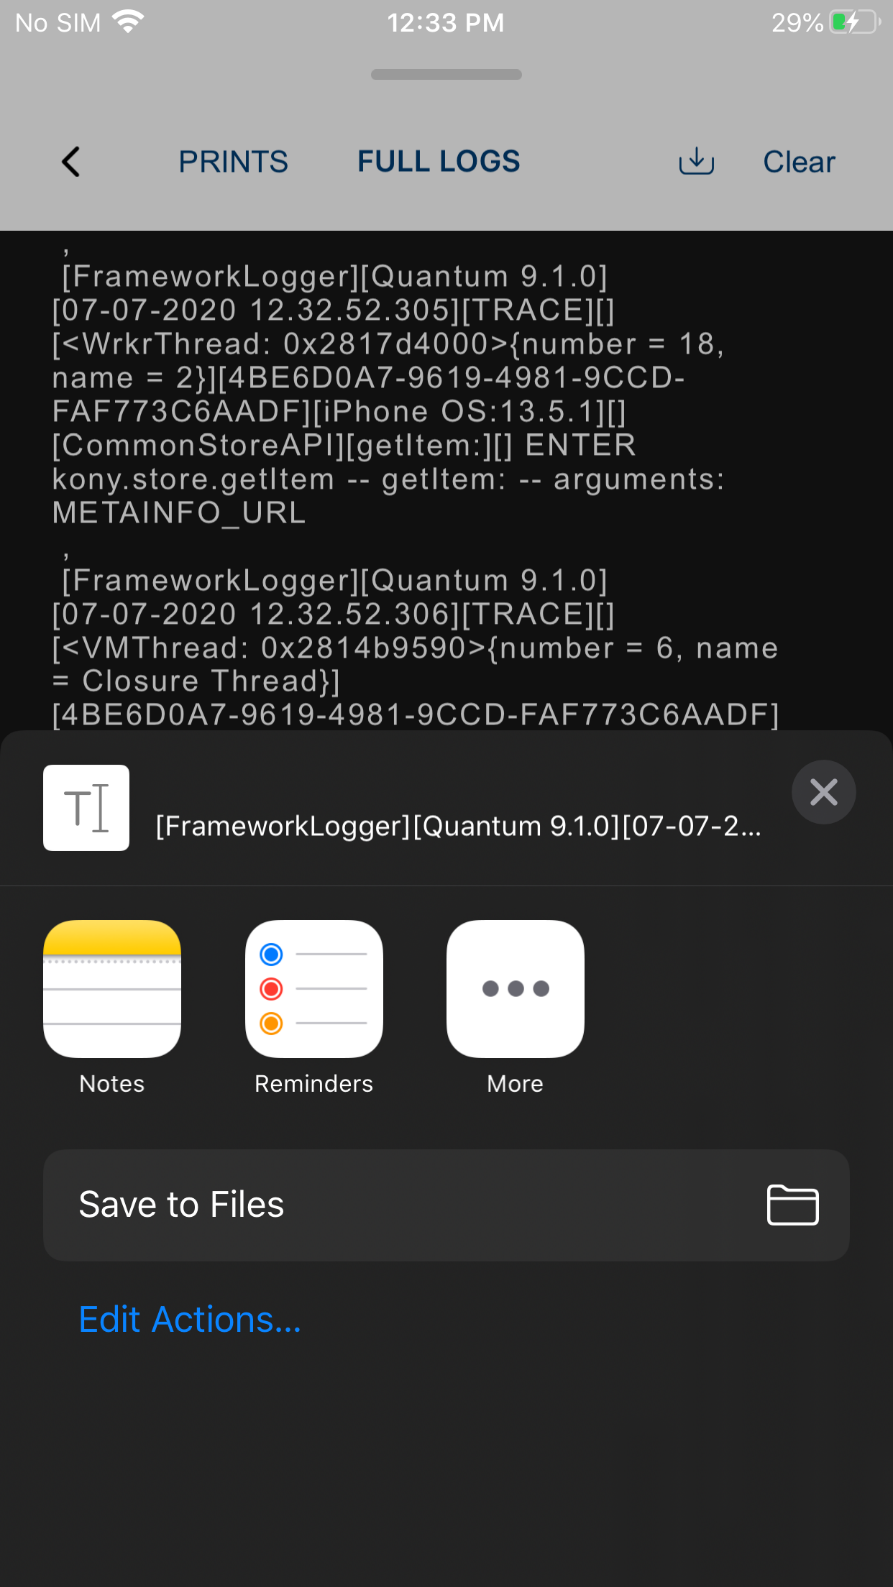 No SIM 12:33 PM 29%
PRINTS FULL LOGS Clear
,
[FrameworkLogger][Quantum 9.1.0]
[07-07-2020 12.32.52.305][TRACE][]
[<WrkrThread: 0x2817d4000>{number = 18,
name = 2}][4BE6D0A7-9619-4981-9CCD-
FAF773C6AADF][iPhone OS:13.5.1][]
[CommonStoreAPI][getItem:][] ENTER
kony.store.getItem -- getItem: -- arguments:
METAINFO_URL
,
[FrameworkLogger][Quantum 9.1.0]
[07-07-2020 12.32.52.306][TRACE][]
[<VMThread: 0x2814b9590>{number = 6, name
= Closure Thread}]
[4BE6D0A7-9619-4981-9CCD-FAF773C6AADF]
[FrameworkLogger][Quantum 9.1.0][07-07-2...
Notes Reminders More
Save to Files
Edit Actions...